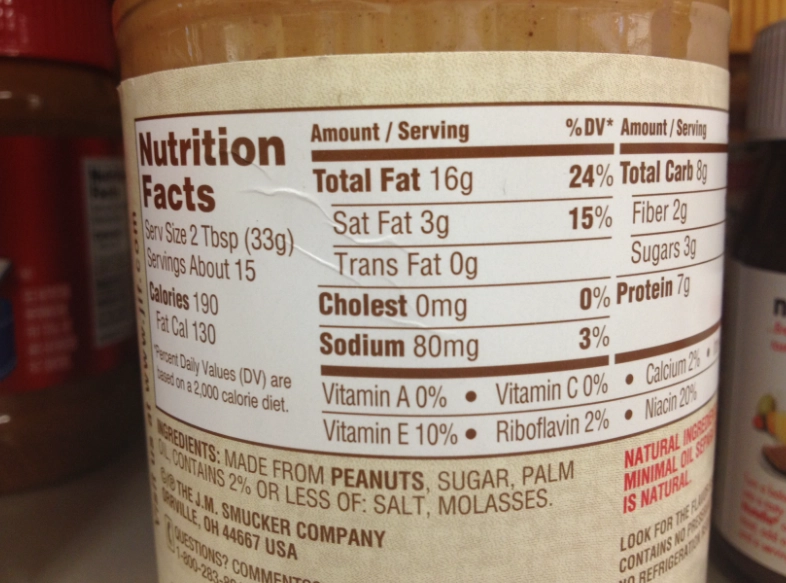 Nutrition
Facts
Serv Size 2 Tbsp (33g)
Servings About 15
Calories 190
Fat Cal 130
*Percent Daily Values (DV) are
based on a 2,000 calorie diet.
Amount / Serving %DV*
Total Fat 16g 24%
Sat Fat 3g 15%
Trans Fat 0g
Cholest 0mg 0%
Sodium 80mg 3%
Amount / Serving
Total Carb 8g
Fiber 2g
Sugars 3g
Protein 7g
Vitamin A 0% • Vitamin C 0% • Calcium 2% •
Vitamin E 10% • Riboflavin 2% • Niacin 20%
INGREDIENTS: MADE FROM PEANUTS, SUGAR, PALM
OIL, CONTAINS 2% OR LESS OF: SALT, MOLASSES.
THE J.M. SMUCKER COMPANY
ORRVILLE, OH 44667 USA
QUESTIONS? COMMENTS?
1-800-283-
NATURAL
MINIMAL OIL
IS NATURAL.
LOOK FOR THE
CONTAINS NO
NO REFRIGERATION